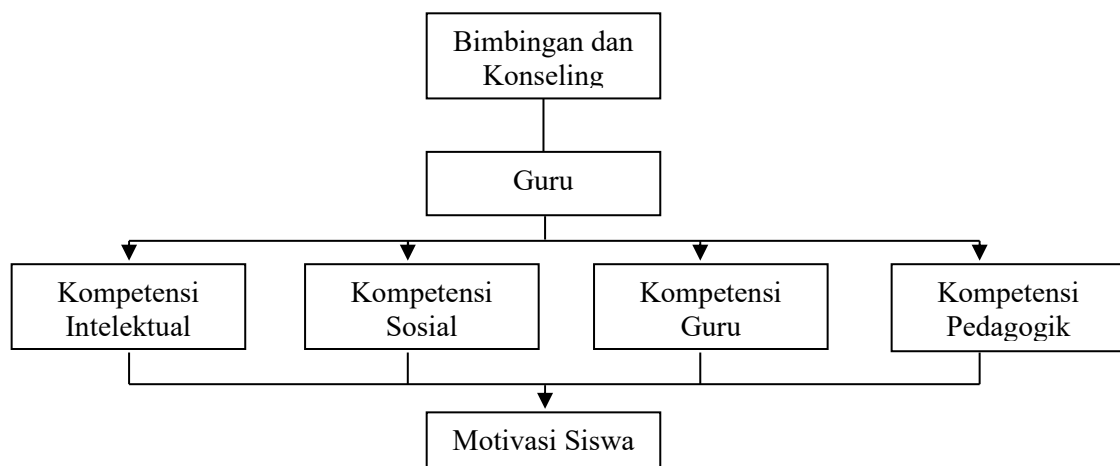 Bimbingan dan
Konseling
Guru
Kompetensi
Intelektual
Kompetensi
Sosial
Kompetensi
Guru
Kompetensi
Pedagogik
Motivasi Siswa